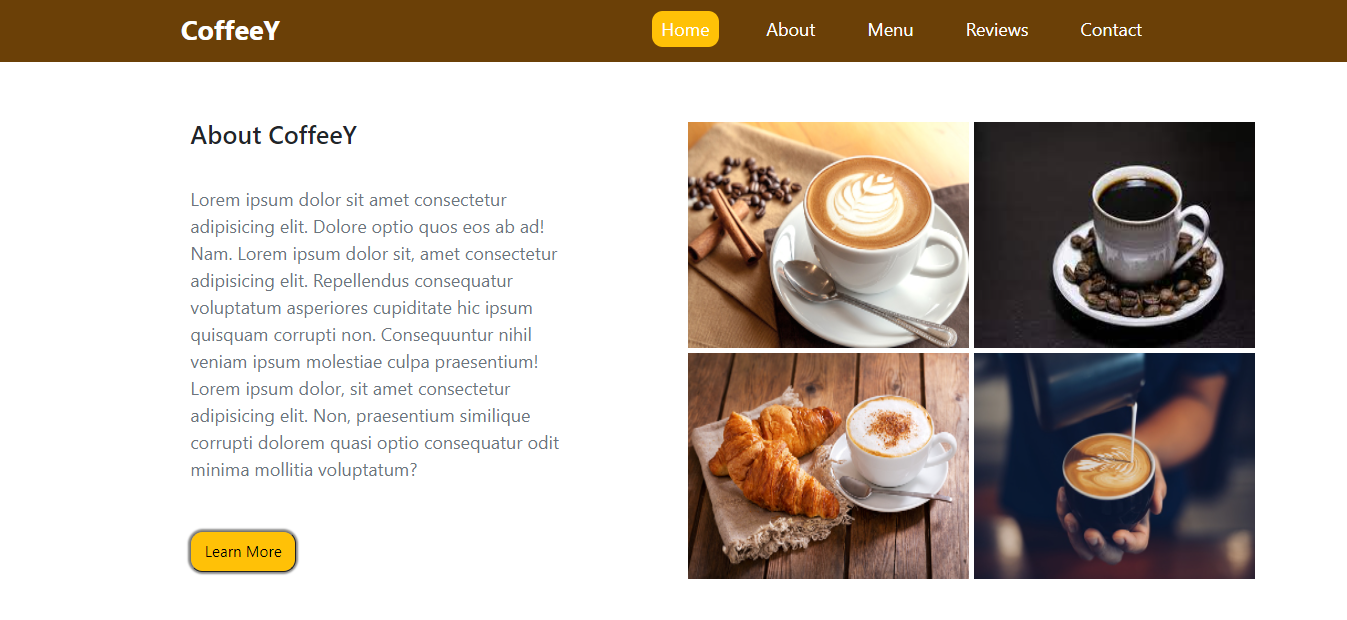 CoffeeY
Home About Menu Reviews Contact
About CoffeeY
Lorem ipsum dolor sit amet consectetur
adipisicing elit. Dolore optio quos eos ab ad!
Nam. Lorem ipsum dolor sit, amet consectetur
adipisicing elit. Repellendus consequatur
voluptatum asperiores cupiditate hic ipsum
quisquam corrupti non. Consequuntur nihil
veniam ipsum molestiae culpa praesentium!
Lorem ipsum dolor, sit amet consectetur
adipisicing elit. Non, praesentium similique
corrupti dolorem quasi optio consequatur odit
minima mollitia voluptatum?
Learn More